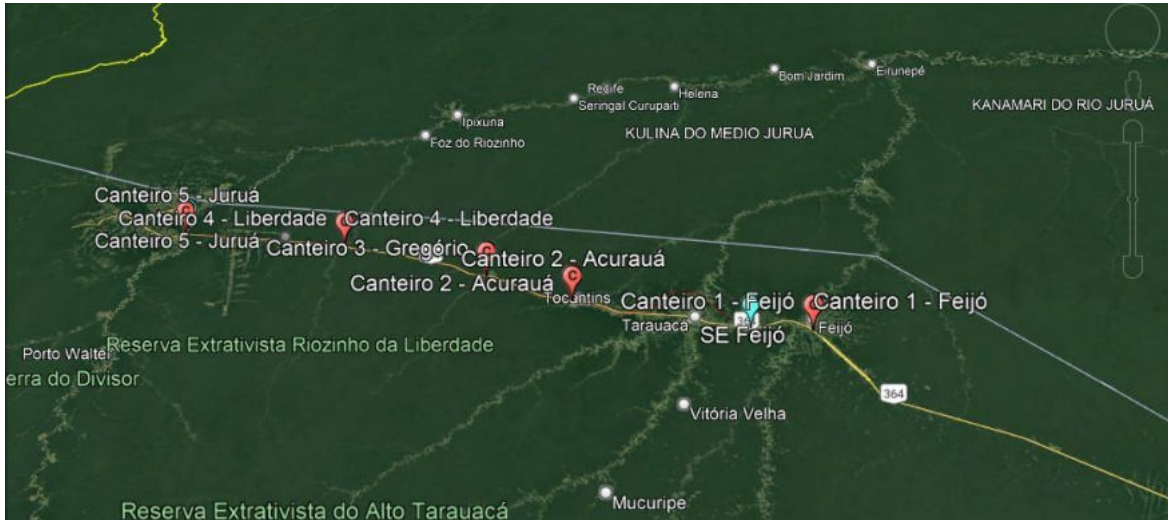 Bom Jardim
Eirunepé
Recife
Helena
Seringal Curupaiti
KANAMARI DO RIO JURUÁ
Ipixuna
KULINA DO MEDIO JURUA
Foz do Riozinho
Canteiro 5 - Juruá
Canteiro 4 - Liberdade
Canteiro 4 - Liberdade
Canteiro 5 - Juruá
Canteiro 3 - Gregório
Canteiro 2 - Acurauá
Canteiro 2 - Acurauá
Tocantins
Canteiro 1 - Feijó
Canteiro 1 - Feijó
Tarauacá
364
Feijó
SE Feijó
Reserva Extrativista Riozinho da Liberdade
Porto Walter
erra do Divisor
364
Vitória Velha
Mucuripe
Reserva Extrativista do Alto Tarauacá